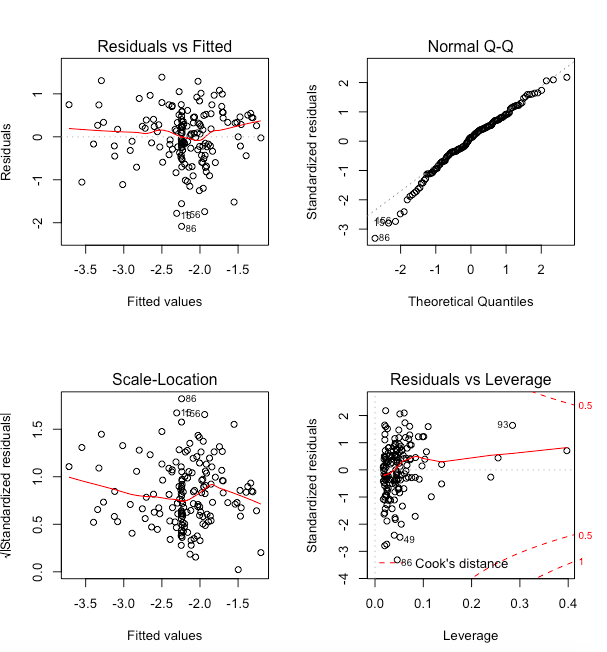 Residuals vs Fitted
Residuals
1
0
-1
-2
156
86
-3.5 -3.0 -2.5 -2.0 -1.5
Fitted values
Normal Q-Q
Standardized residuals
2
1
0
-1
-2
-3
156
86
-2 -1 0 1 2
Theoretical Quantiles
Scale-Location
√|Standardized residuals|
1.5
1.0
0.5
0.0
86
156
-3.5 -3.0 -2.5 -2.0 -1.5
Fitted values
Residuals vs Leverage
Standardized residuals
2
1
0
-1
-2
-3
-4
0.5
93
0.5
49
86
Cook's distance
1
0.0 0.1 0.2 0.3 0.4
Leverage